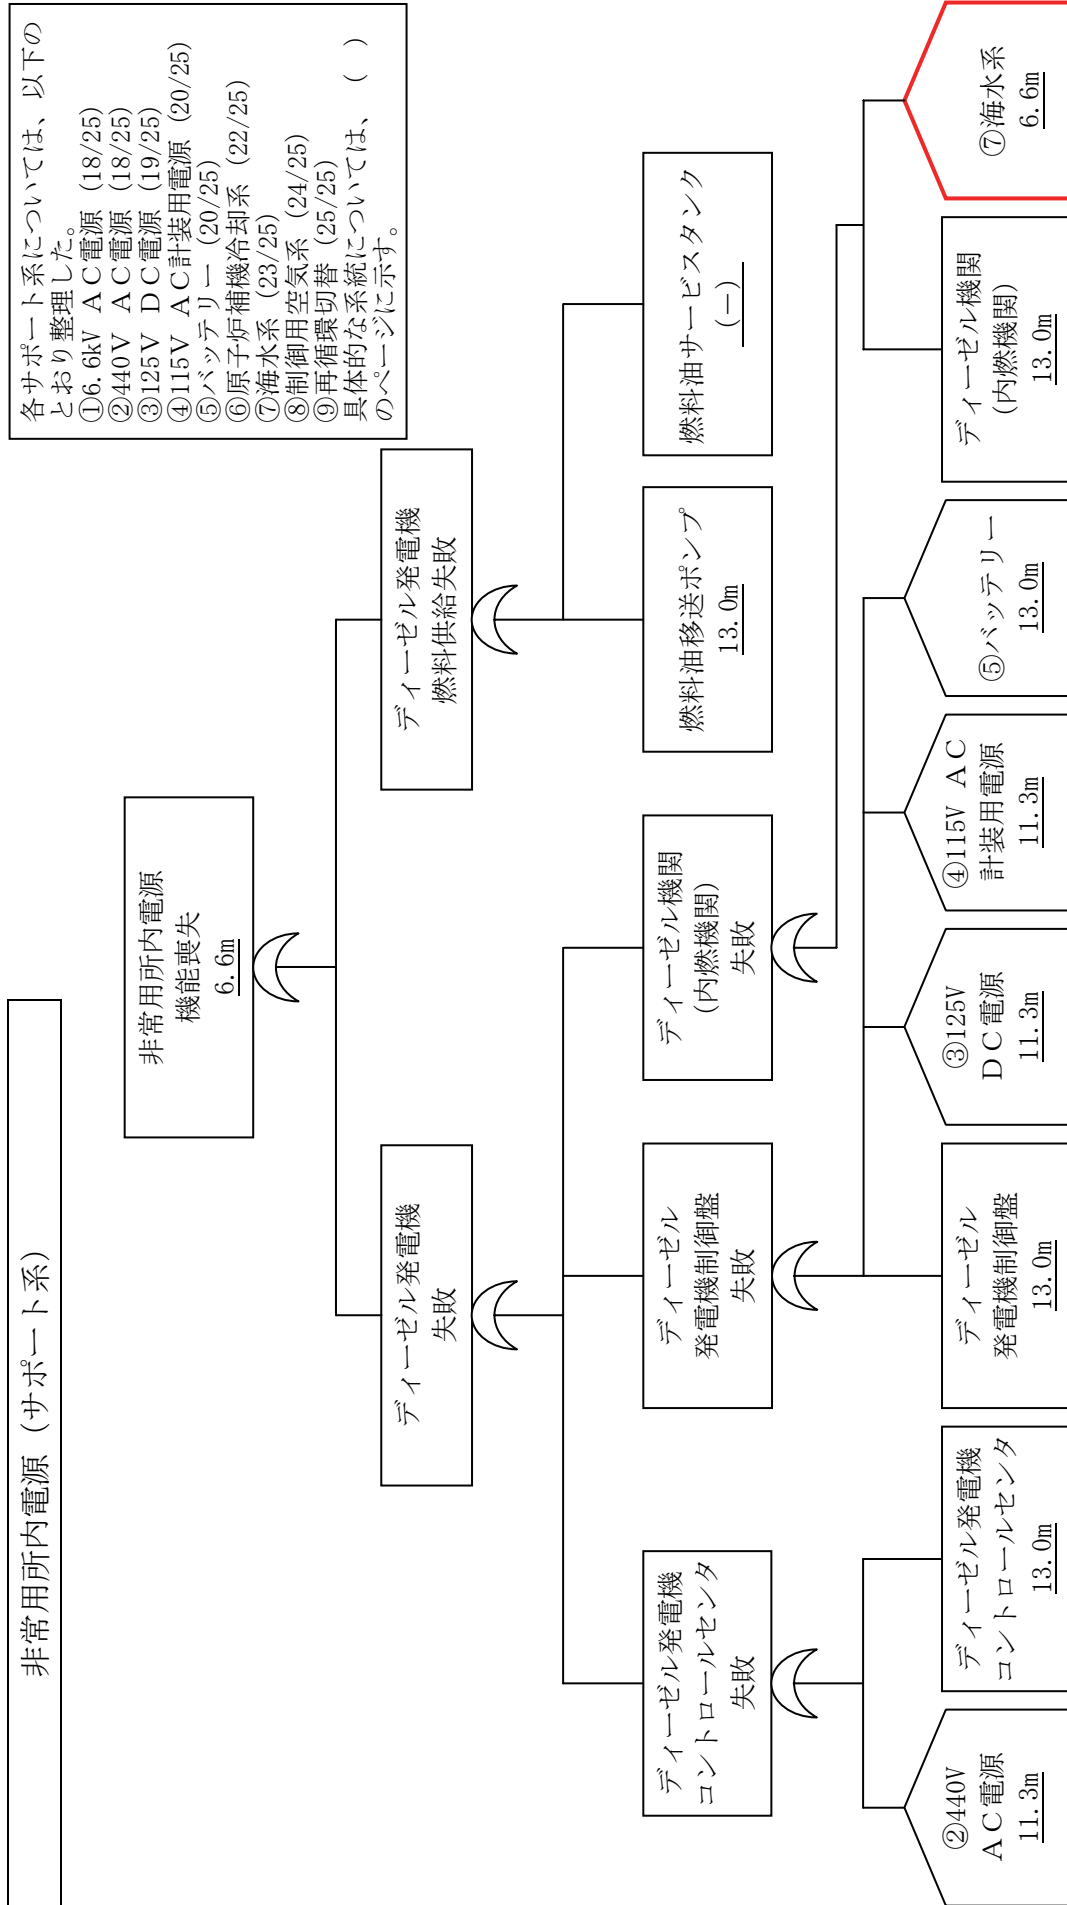 非常用所内電源（サポート系）
各サポート系については、以下の
とおり整理した。
①6.6kV AC電源（18/25）
②440V AC電源（18/25）
③125V DC電源（19/25）
④115V AC計装用電源（20/25）
⑤バッテリー（20/25）
⑥原子炉補機冷却系（22/25）
⑦海水系（23/25）
⑧制御用空気系（24/25）
⑨再循環切替（25/25）
具体的な系統については、（ ）
のページに示す。
非常用所内電源
機能喪失
6.6m
ディーゼル発電機
失敗
ディーゼル発電機
燃料供給失敗
ディーゼル発電機
コントロールセンタ
失敗
ディーゼル
発電機制御盤
失敗
ディーゼル機関
(内燃機関)
失敗
燃料油移送ポンプ
13.0m
燃料油サービスタンク
(―)
②440V
AC電源
11.3m
ディーゼル発電機
コントロールセンタ
13.0m
ディーゼル
発電機制御盤
13.0m
③125V
DC電源
11.3m
④115V AC
計装用電源
11.3m
⑤バッテリー
13.0m
ディーゼル機関
(内燃機関)
13.0m
⑦海水系
6.6m